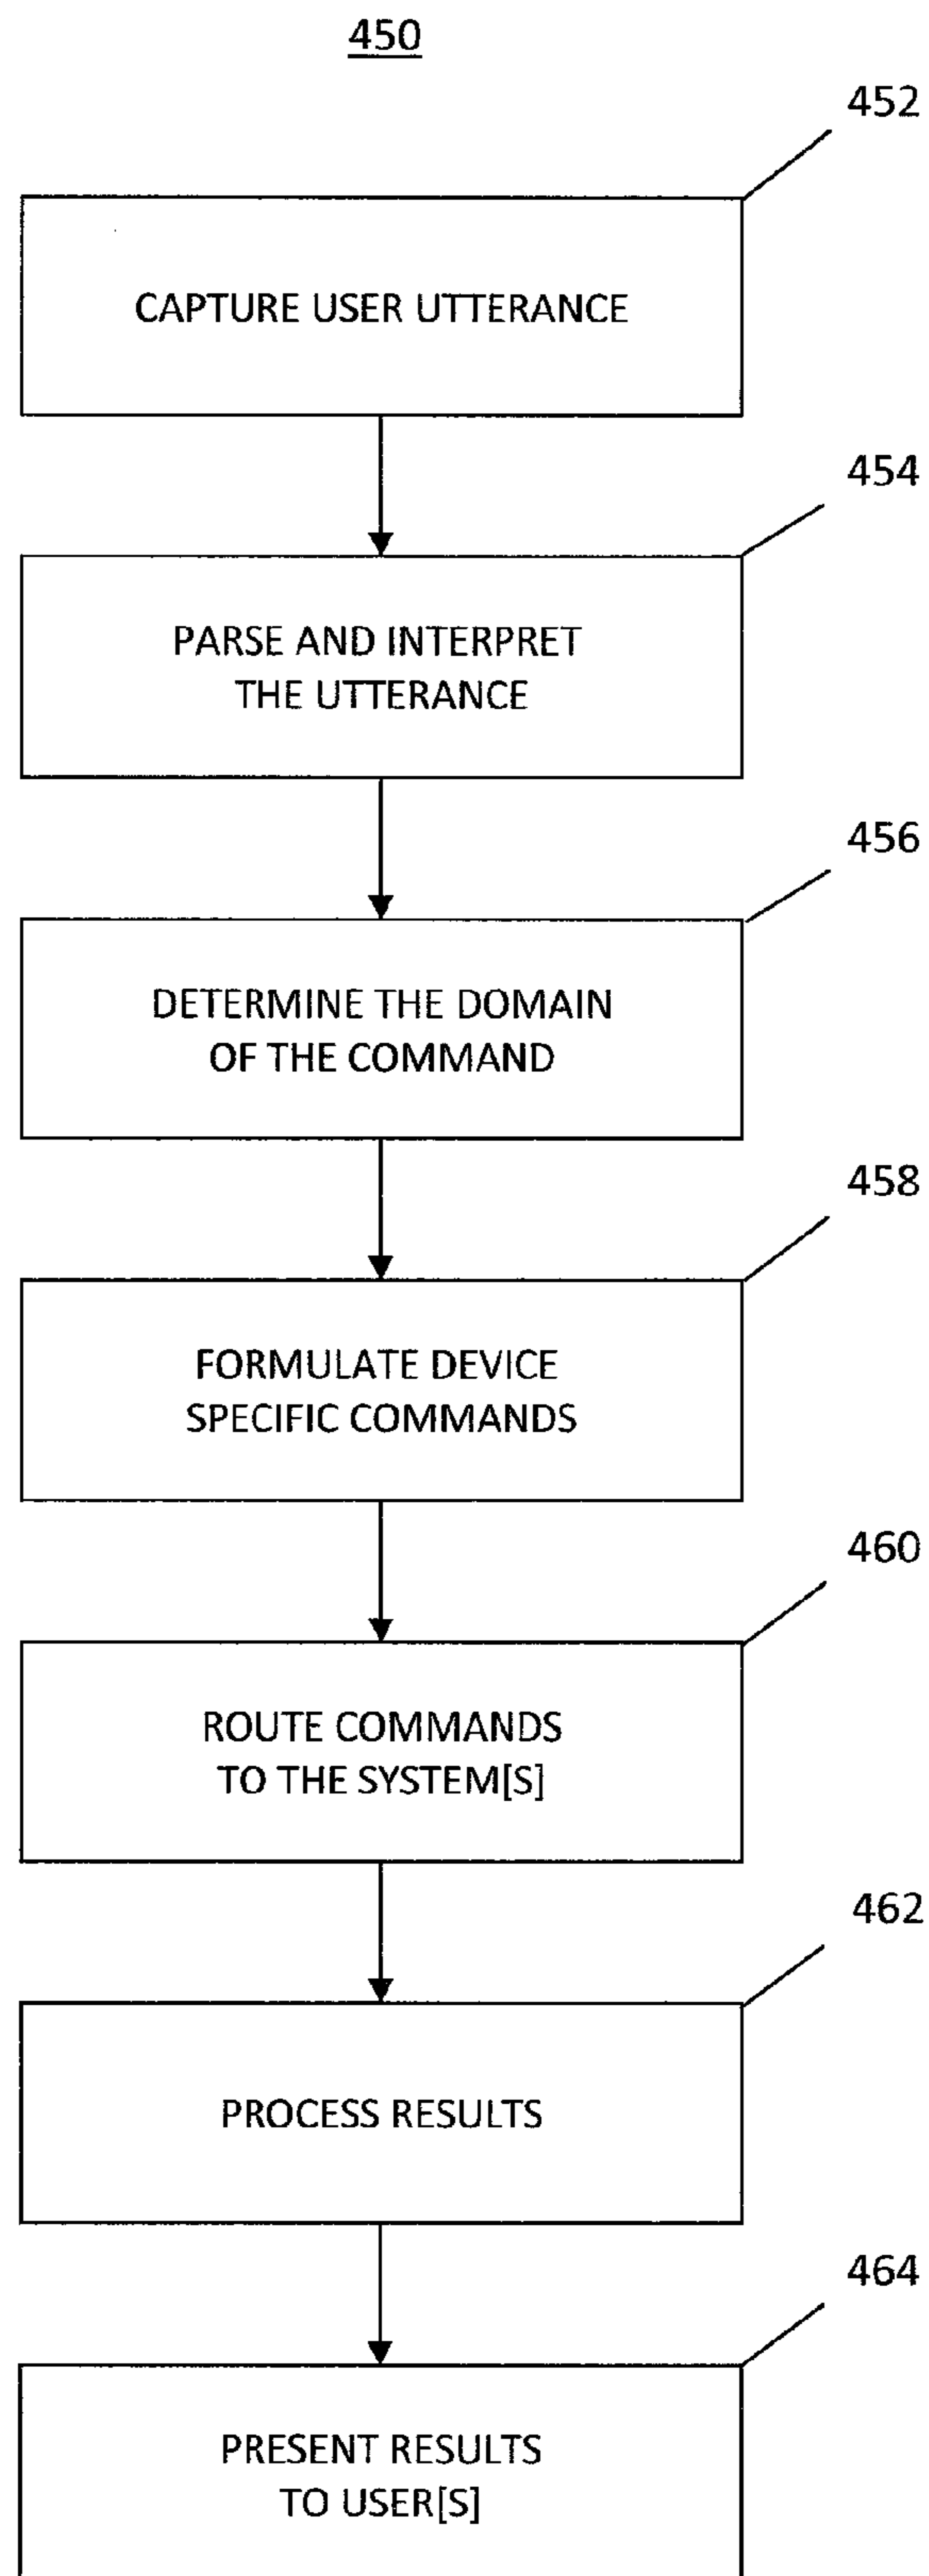 450
452
CAPTURE USER UTTERANCE
454
PARSE AND INTERPRET
THE UTTERANCE
456
DETERMINE THE DOMAIN
OF THE COMMAND
458
FORMULATE DEVICE
SPECIFIC COMMANDS
460
ROUTE COMMANDS
TO THE SYSTEM[S]
462
PROCESS RESULTS
464
PRESENT RESULTS
TO USER[S]